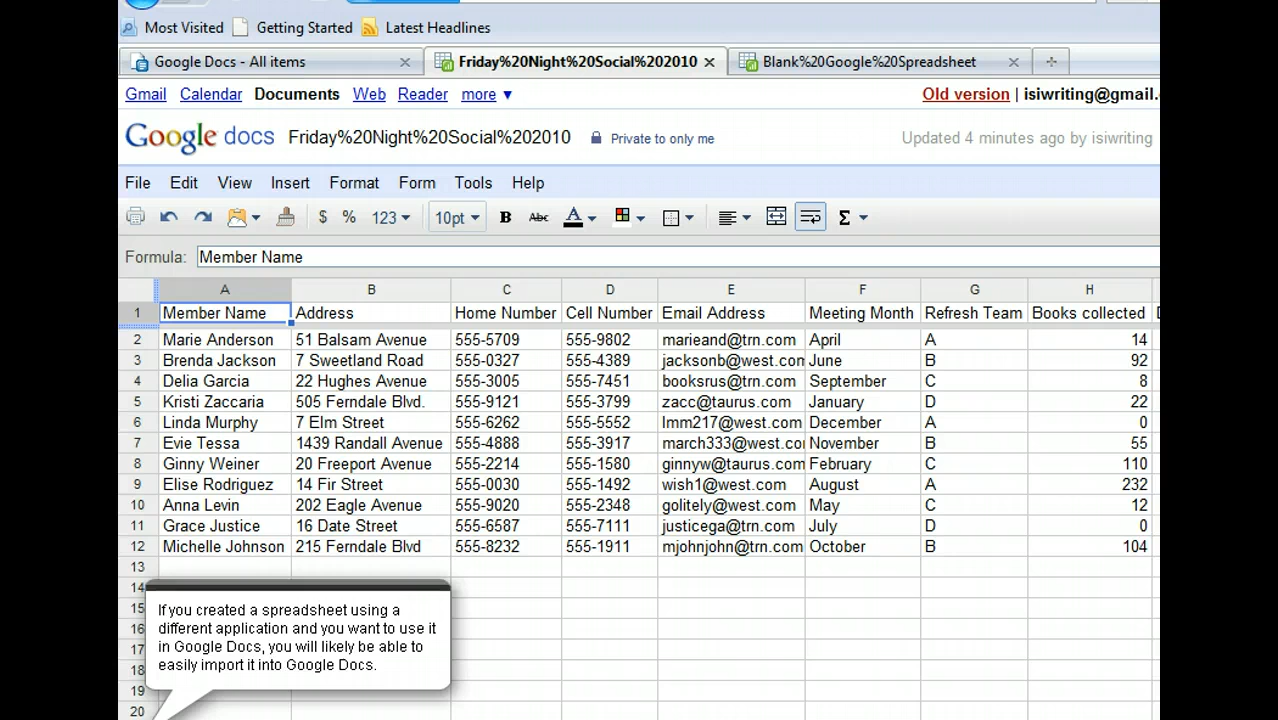 Most Visited Getting Started Latest Headlines
Google Docs - All items Friday%20Night%20Social%202010 Blank%20Google%20Spreadsheet
Gmail Calendar Documents Web Reader more ▼ Old version | isiwriting@gmail.
Google docs Friday%20Night%20Social%202010 Private to only me Updated 4 minutes ago by isiwriting
File Edit View Insert Format Form Tools Help
$ % 123 10pt B Abc A Σ
Formula: Member Name
A B C D E F G H
1 Member Name Address Home Number Cell Number Email Address Meeting Month Refresh Team Books collected
2 Marie Anderson 51 Balsam Avenue 555-5709 555-9802 marieand@trn.com April A 14
3 Brenda Jackson 7 Sweetland Road 555-0327 555-4389 jacksonb@west.com June B 92
4 Delia Garcia 22 Hughes Avenue 555-3005 555-7451 booksrus@trn.com September C 8
5 Kristi Zaccaria 505 Ferndale Blvd. 555-9121 555-3799 zacc@taurus.com January D 22
6 Linda Murphy 7 Elm Street 555-6262 555-5552 lmm217@west.com December A 0
7 Evie Tessa 1439 Randall Avenue 555-4888 555-3917 march333@west.co November B 55
8 Ginny Weiner 20 Freeport Avenue 555-2214 555-1580 ginnyw@taurus.com February C 110
9 Elise Rodriguez 14 Fir Street 555-0030 555-1492 wish1@west.com August A 232
10 Anna Levin 202 Eagle Avenue 555-9020 555-2348 golitely@west.com May C 12
11 Grace Justice 16 Date Street 555-6587 555-7111 justicega@trn.com July D 0
12 Michelle Johnson 215 Ferndale Blvd 555-8232 555-1911 mjohnjohn@trn.com October B 104
13
14
15
16
17
18
19
20
If you created a spreadsheet using a
different application and you want to use it
in Google Docs, you will likely be able to
easily import it into Google Docs.